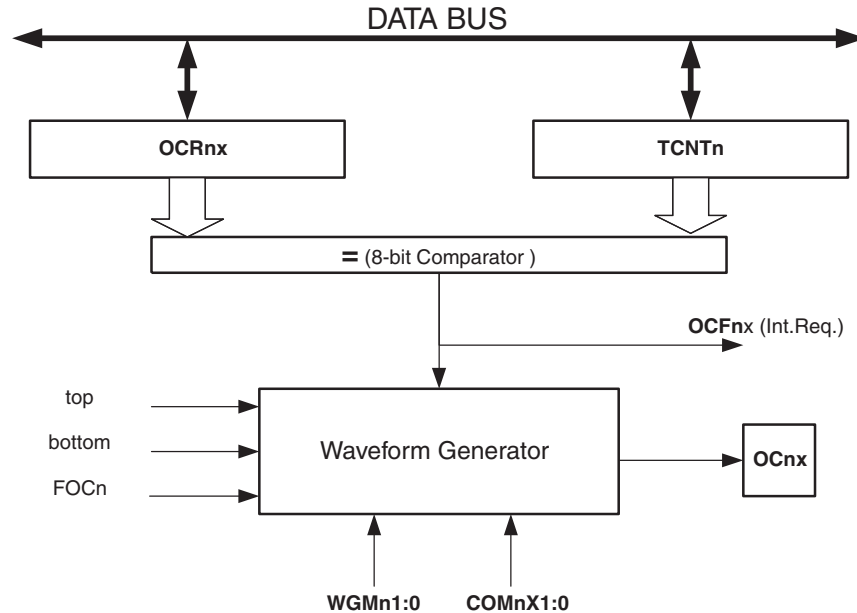 DATA BUS
OCRnx
TCNTn
= (8-bit Comparator )
OCFnx (Int.Req.)
top
bottom
FOCn
Waveform Generator
OCnx
WGMn1:0
COMnX1:0